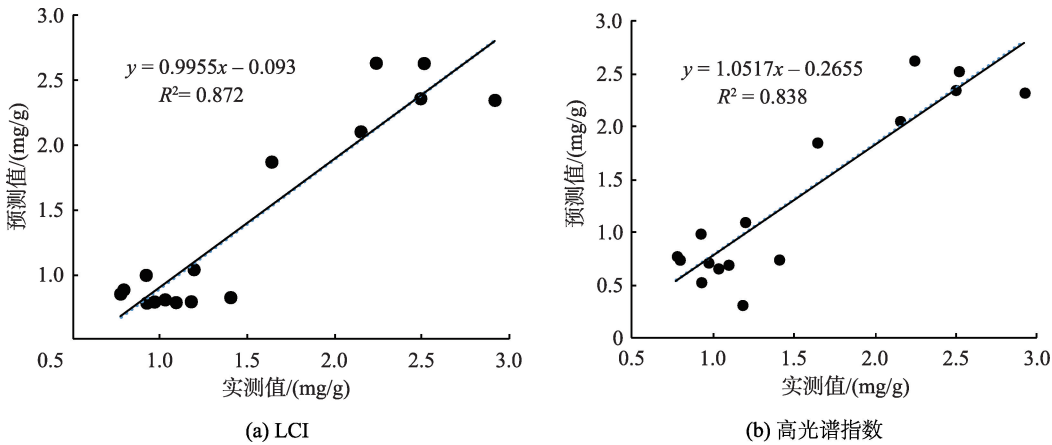 3.0
2.5
2.0
1.5
1.0
0.5
预测值/(mg/g)
y = 0.9955x – 0.093
R²= 0.872
1.0 1.5 2.0 2.5 3.0
实测值/(mg/g)
(a) LCI
3.0
2.5
2.0
1.5
1.0
0.5
0
预测值/(mg/g)
y = 1.0517x – 0.2655
R² = 0.838
0.5 1.0 1.5 2.0 2.5 3.0
实测值/(mg/g)
(b) 高光谱指数